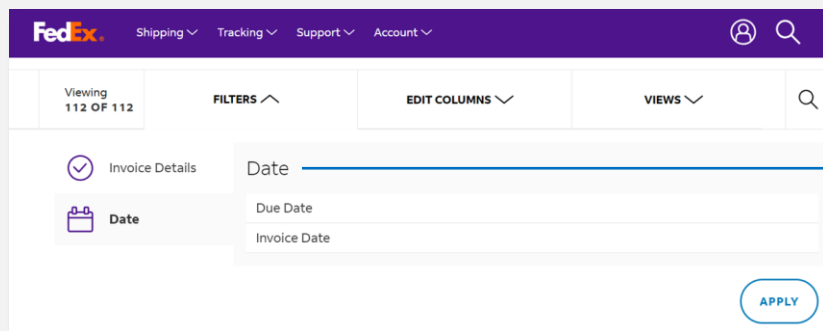 FedEx. Shipping Tracking Support Account
Viewing
112 OF 112
FILTERS
EDIT COLUMNS
VIEWS
Invoice Details
Date
Date
Due Date
Invoice Date
APPLY